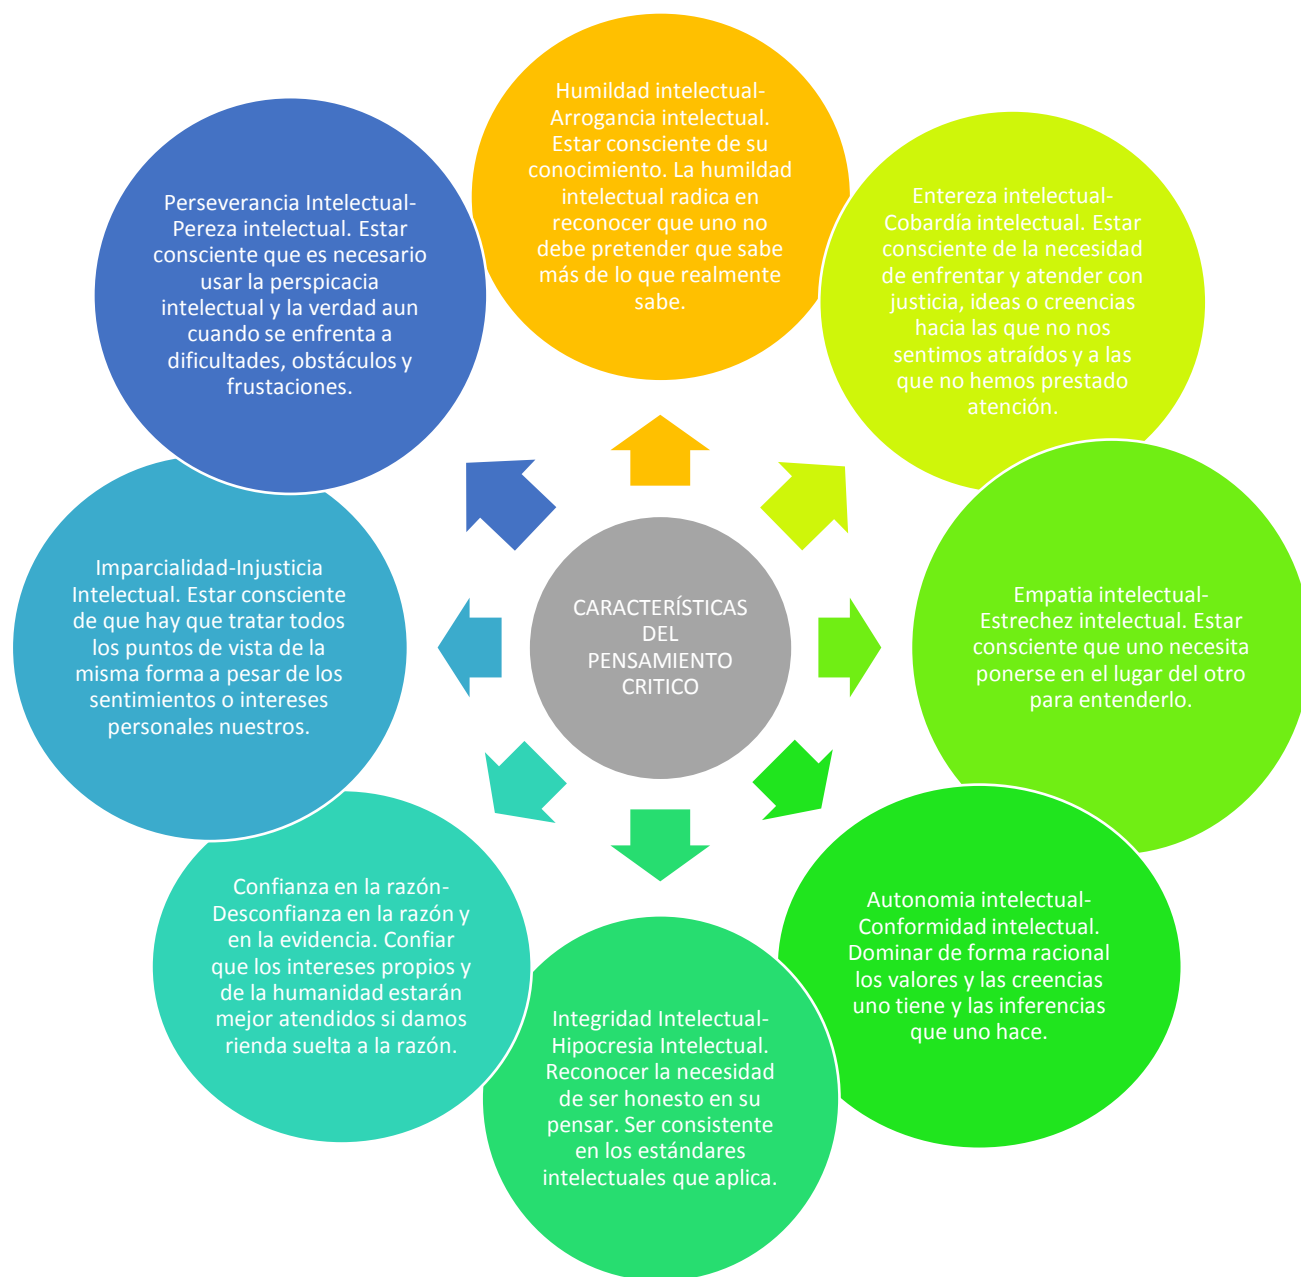 CARACTERÍSTICAS
DEL
PENSAMIENTO
CRITICO
Humildad intelectual-
Arrogancia intelectual.
Estar consciente de su
conocimiento. La humildad
intelectual radica en
reconocer que uno no
debe pretender que sabe
más de lo que realmente
sabe.
Entereza intelectual-
Cobardía intelectual. Estar
consciente de la necesidad
de enfrentar y atender con
justicia, ideas o creencias
hacia las que no nos
sentimos atraídos y a las
que no hemos prestado
atención.
Empatia intelectual-
Estrechez intelectual. Estar
consciente que uno necesita
ponerse en el lugar del otro
para entenderlo.
Autonomia intelectual-
Conformidad intelectual.
Dominar de forma racional
los valores y las creencias
uno tiene y las inferencias
que uno hace.
Integridad Intelectual-
Hipocresia Intelectual.
Reconocer la necesidad
de ser honesto en su
pensar. Ser consistente
en los estándares
intelectuales que aplica.
Confianza en la razón-
Desconfianza en la razón y
en la evidencia. Confiar
que los intereses propios y
de la humanidad estarán
mejor atendidos si damos
rienda suelta a la razón.
Imparcialidad-Injusticia
Intelectual. Estar consciente
de que hay que tratar todos
los puntos de vista de la
misma forma a pesar de los
sentimientos o intereses
personales nuestros.
Perseverancia Intelectual-
Pereza intelectual. Estar
consciente que es necesario
usar la perspicacia
intelectual y la verdad aun
cuando se enfrenta a
dificultades, obstáculos y
frustaciones.